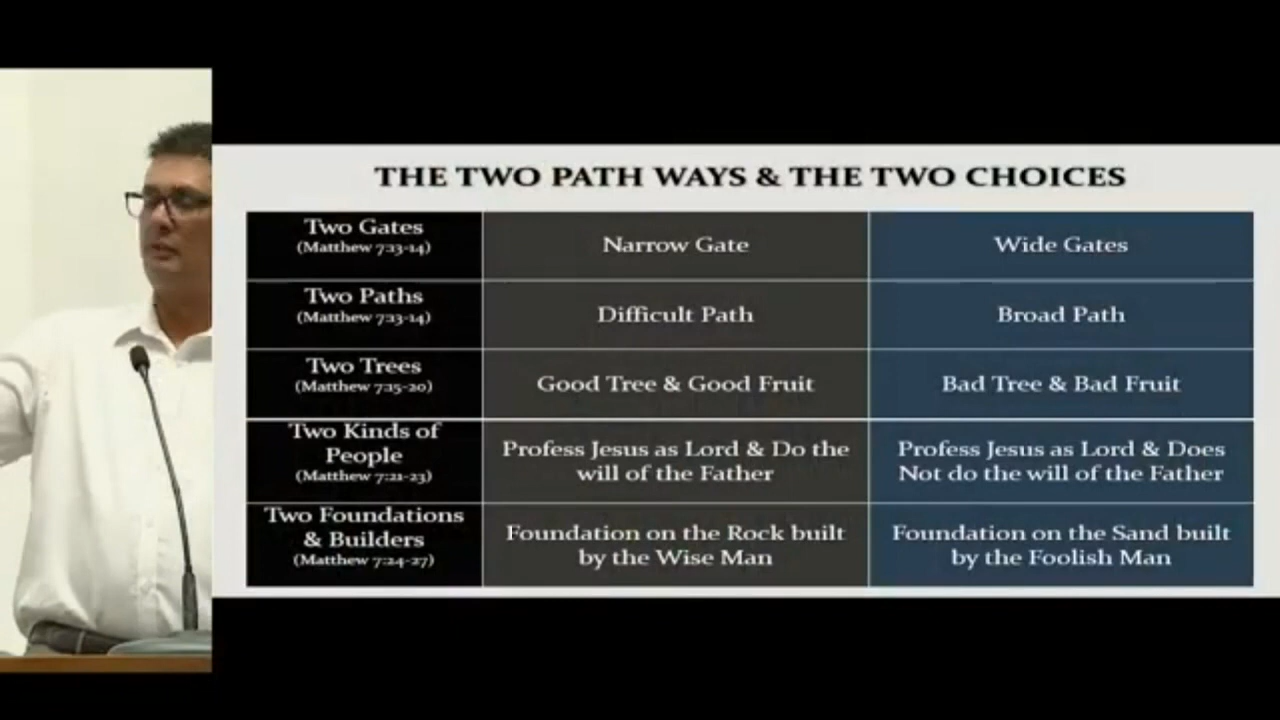 THE TWO PATH WAYS & THE TWO CHOICES
Two Gates
(Matthew 7:13-14)
Narrow Gate
Wide Gates
Two Paths
(Matthew 7:13-14)
Difficult Path
Broad Path
Two Trees
(Matthew 7:15-20)
Good Tree & Good Fruit
Bad Tree & Bad Fruit
Two Kinds of
People
(Matthew 7:21-23)
Profess Jesus as Lord & Do the
will of the Father
Profess Jesus as Lord & Does
Not do the will of the Father
Two Foundations
& Builders
(Matthew 7:24-27)
Foundation on the Rock built
by the Wise Man
Foundation on the Sand built
by the Foolish Man